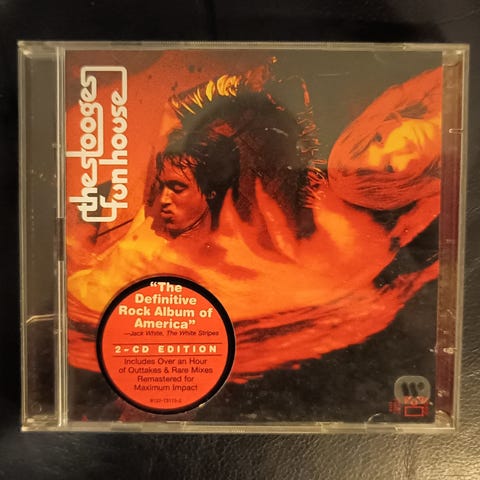 the stooges
fun house
"The
Definitive
Rock Album of
America"
—Jack White, The White Stripes
2-CD EDITION
Includes Over an Hour
of Outtakes & Rare Mixes
Remastered for
Maximum Impact